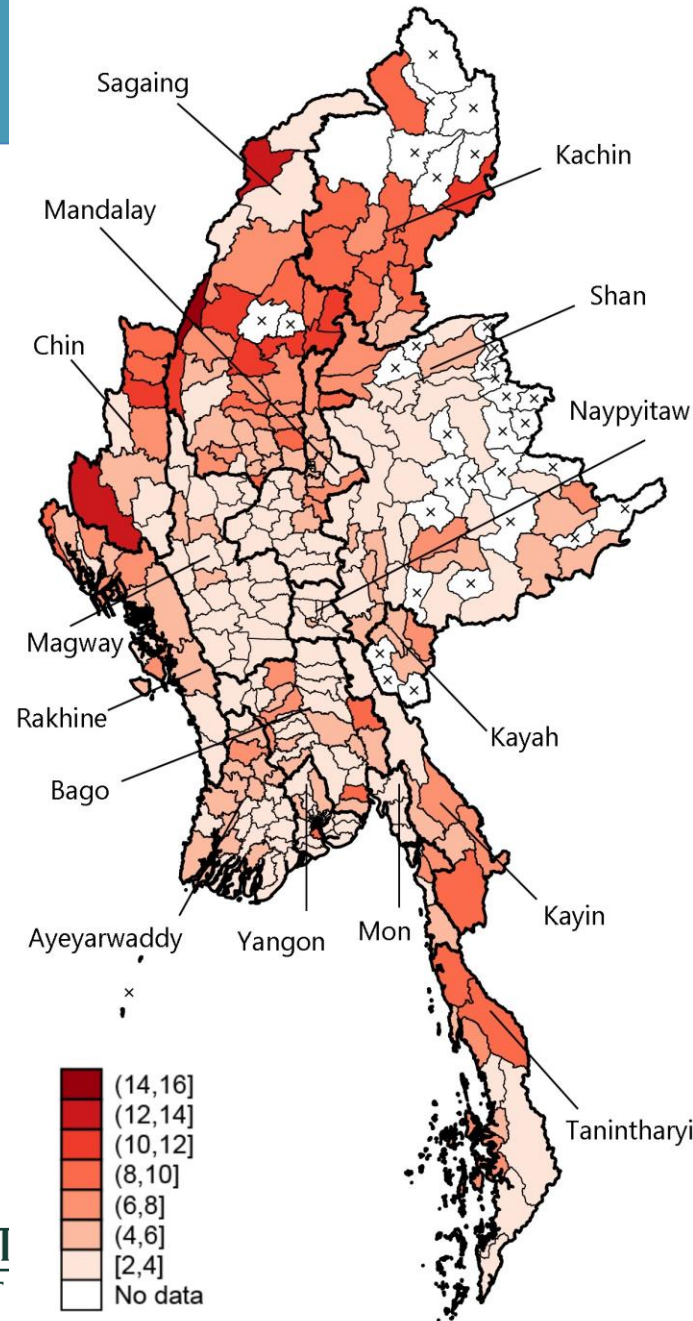 Sagaing
Kachin
Mandalay
Shan
Chin
Naypyitaw
Magway
Rakhine
Kayah
Bago
Kayin
Ayeyarwaddy
Yangon
Mon
Tanintharyi
(14,16]
(12,14]
(10,12]
(8,10]
(6,8]
(4,6]
[2,4]
No data